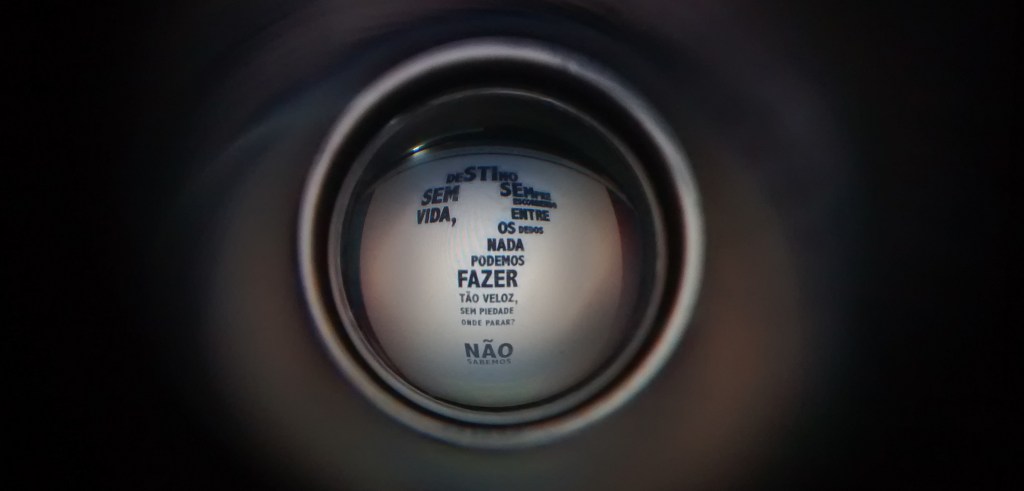 DESTINO
SEM SEMPRE
ESCORRENDO
VIDA, ENTRE
OS DEDOS
NADA
PODEMOS
FAZER
TÃO VELOZ,
SEM PIEDADE
ONDE PARAR?
NÃO
SABEMOS